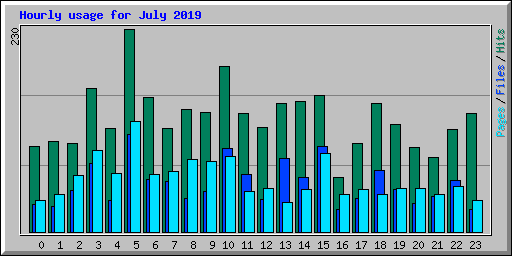 Hourly usage for July 2019
230
Pages/Files/Hits
0 1 2 3 4 5 6 7 8 9 10 11 12 13 14 15 16 17 18 19 20 21 22 23